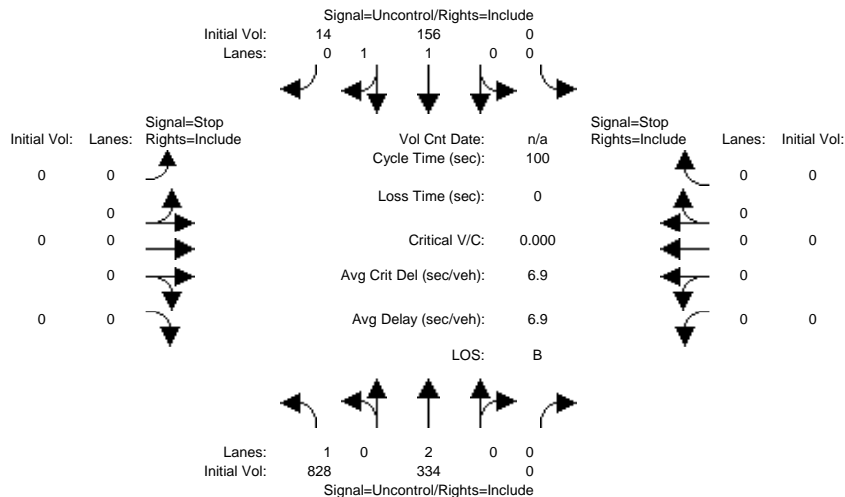 Signal=Uncontrol/Rights=Include
Initial Vol: 14 156 0
Lanes: 0 1 1 0 0
Signal=Stop
Initial Vol: Lanes: Rights=Include
Vol Cnt Date: n/a
Signal=Stop
Rights=Include Lanes: Initial Vol:
Cycle Time (sec): 100
0 0
0 0
Loss Time (sec): 0
0
0
0 0
Critical V/C: 0.000
0 0
0
Avg Crit Del (sec/veh): 6.9
0
0 0
Avg Delay (sec/veh): 6.9
0 0
LOS: B
Lanes: 1 0 2 0 0
Initial Vol: 828 334 0
Signal=Uncontrol/Rights=Include